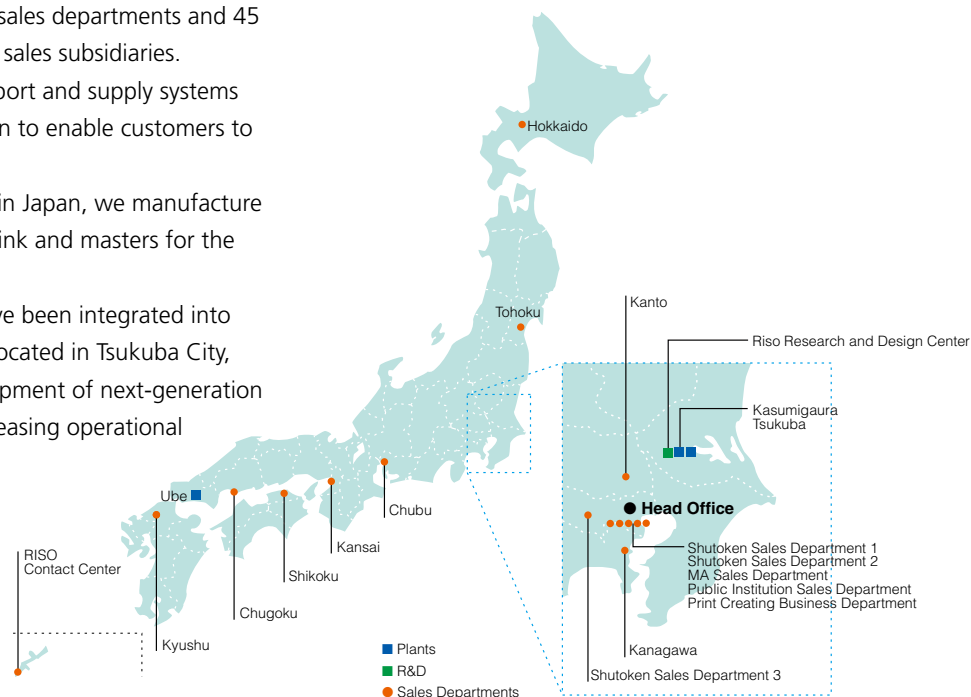 sales departments and 45
sales subsidiaries.
port and supply systems
n to enable customers to
in Japan, we manufacture
ink and masters for the
ve been integrated into
ocated in Tsukuba City,
pment of next-generation
easing operational
Hokkaido
Tohoku
Kanto
Riso Research and Design Center
Kasumigaura
Tsukuba
Head Office
Shutoken Sales Department 1
Shutoken Sales Department 2
MA Sales Department
Public Institution Sales Department
Print Creating Business Department
Kanagawa
Shutoken Sales Department 3
Ube
Chubu
Kansai
Shikoku
Chugoku
Kyushu
RISO
Contact Center
Plants
R&D
Sales Departments